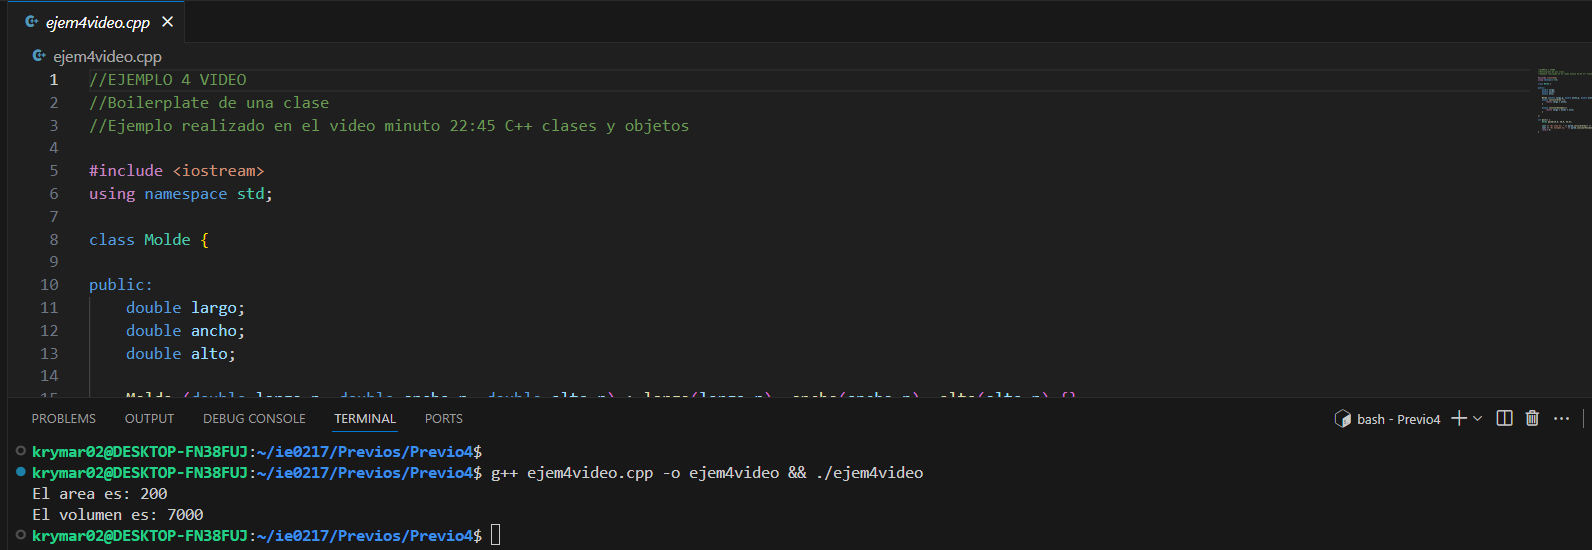 ejem4video.cpp
ejem4video.cpp
1 //EJEMPLO 4 VIDEO
2 //Boilerplate de una clase
3 //Ejemplo realizado en el video minuto 22:45 C++ clases y objetos
4
5 #include <iostream>
6 using namespace std;
7
8 class Molde {
9
10 public:
11 double largo;
12 double ancho;
13 double alto;
14
PROBLEMS OUTPUT DEBUG CONSOLE TERMINAL PORTS bash - Previo4
krymar02@DESKTOP-FN38FUJ:~/ie0217/Previos/Previo4$
krymar02@DESKTOP-FN38FUJ:~/ie0217/Previos/Previo4$ g++ ejem4video.cpp -o ejem4video && ./ejem4video
El area es: 200
El volumen es: 7000
krymar02@DESKTOP-FN38FUJ:~/ie0217/Previos/Previo4$